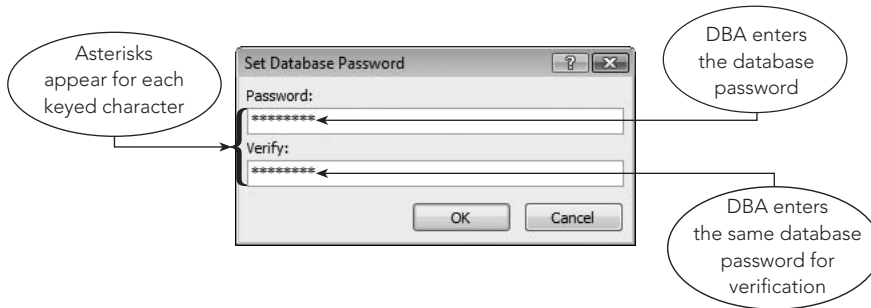 Asterisks
appear for each
keyed character
Set Database Password
?
Password:
********
Verify:
********
OK
Cancel
DBA enters
the database
password
DBA enters
the same database
password for
verification